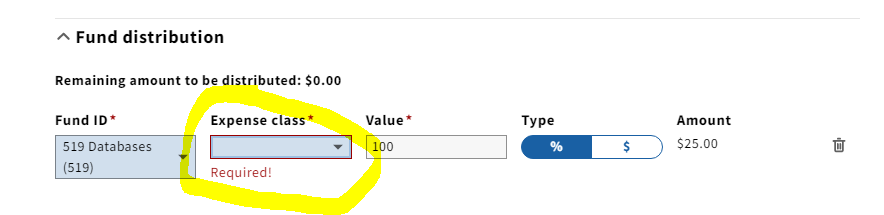 Fund distribution
Remaining amount to be distributed: $0.00
Fund ID* Expense class* Value* Type Amount
519 Databases (519) 100 % $ $25.00
Required!